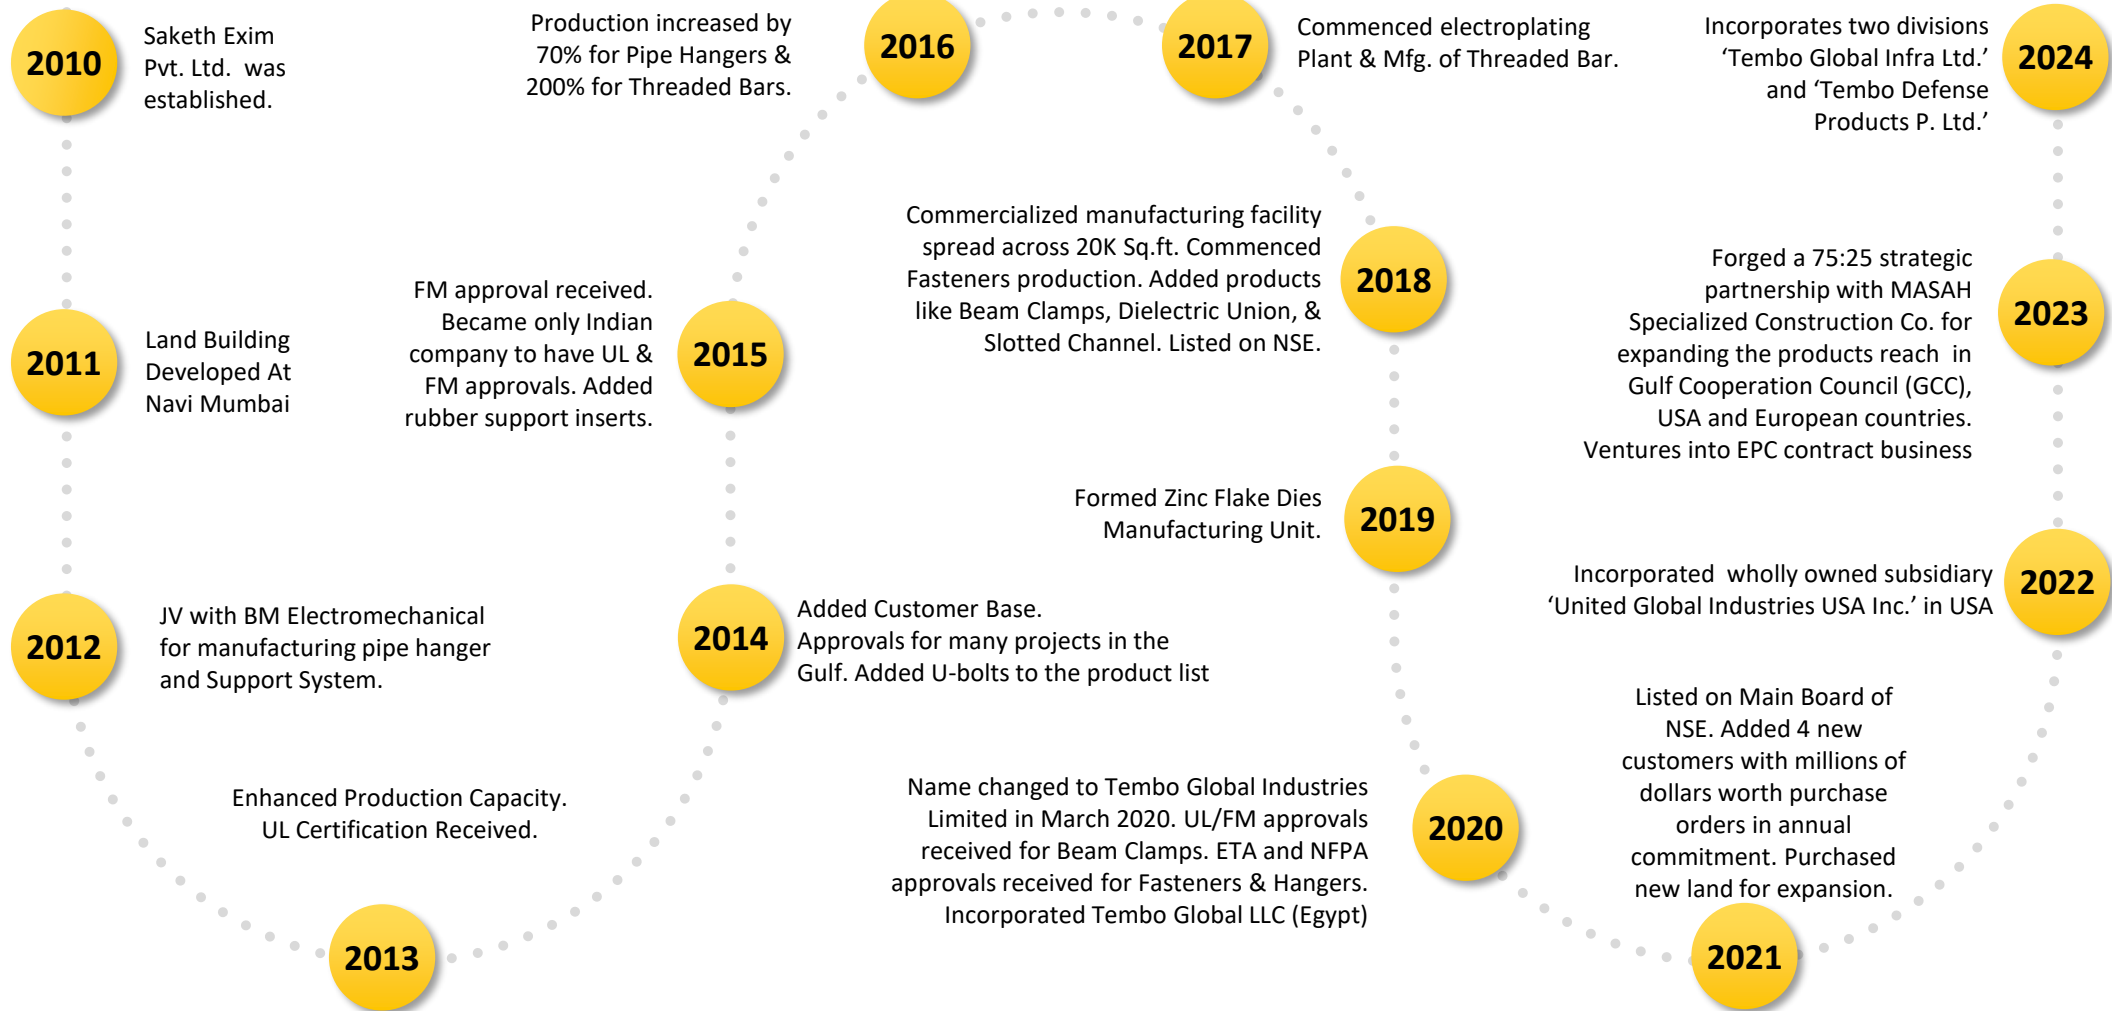 2010
Saketh Exim
Pvt. Ltd. was
established.
2011
Land Building
Developed At
Navi Mumbai
2012
JV with BM Electromechanical
for manufacturing pipe hanger
and Support System.
Enhanced Production Capacity.
UL Certification Received.
2013
2014
Added Customer Base.
Approvals for many projects in the
Gulf. Added U-bolts to the product list
FM approval received.
Became only Indian
company to have UL &
FM approvals. Added
rubber support inserts.
2015
Production increased by
70% for Pipe Hangers &
200% for Threaded Bars.
2016
2017
Commenced electroplating
Plant & Mfg. of Threaded Bar.
Commercialized manufacturing facility
spread across 20K Sq.ft. Commenced
Fasteners production. Added products
like Beam Clamps, Dielectric Union, &
Slotted Channel. Listed on NSE.
2018
Formed Zinc Flake Dies
Manufacturing Unit.
2019
Name changed to Tembo Global Industries
Limited in March 2020. UL/FM approvals
received for Beam Clamps. ETA and NFPA
approvals received for Fasteners & Hangers.
Incorporated Tembo Global LLC (Egypt)
2020
Listed on Main Board of
NSE. Added 4 new
customers with millions of
dollars worth purchase
orders in annual
commitment. Purchased
new land for expansion.
2021
Incorporated wholly owned subsidiary
‘United Global Industries USA Inc.’ in USA
2022
Forged a 75:25 strategic
partnership with MASAH
Specialized Construction Co. for
expanding the products reach in
Gulf Cooperation Council (GCC),
USA and European countries.
Ventures into EPC contract business
2023
Incorporates two divisions
‘Tembo Global Infra Ltd.’
and ‘Tembo Defense
Products P. Ltd.’
2024